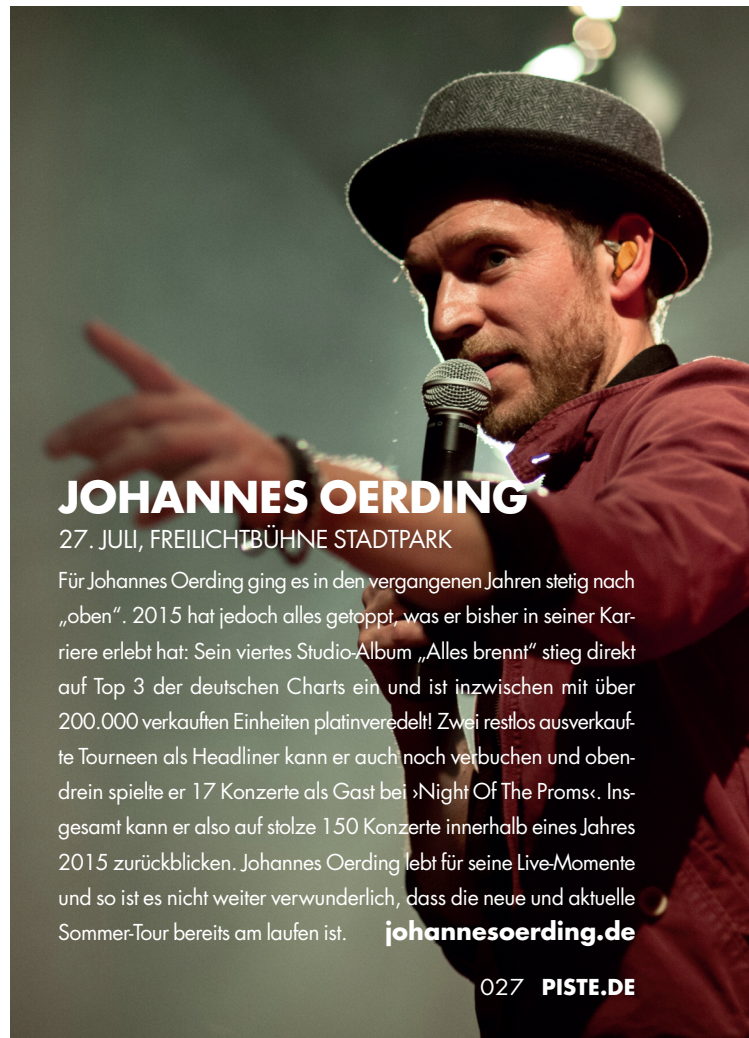 JOHANNES OERDING
27. JULI, FREILICHTBÜHNE STADTPARK
Für Johannes Oerding ging es in den vergangenen Jahren stetig nach
„oben“. 2015 hat jedoch alles getoppt, was er bisher in seiner Kar-
riere erlebt hat: Sein viertes Studio-Album „Alles brennt“ stieg direkt
auf Top 3 der deutschen Charts ein und ist inzwischen mit über
200.000 verkauften Einheiten platinveredelt! Zwei restlos ausverkauf-
te Tourneen als Headliner kann er auch noch verbuchen und oben-
drein spielte er 17 Konzerte als Gast bei ›Night Of The Proms‹. Ins-
gesamt kann er also auf stolze 150 Konzerte innerhalb eines Jahres
2015 zurückblicken. Johannes Oerding lebt für seine Live-Momente
und so ist es nicht weiter verwunderlich, dass die neue und aktuelle
Sommer-Tour bereits am laufen ist. johannesoerding.de
027 PISTE.DE